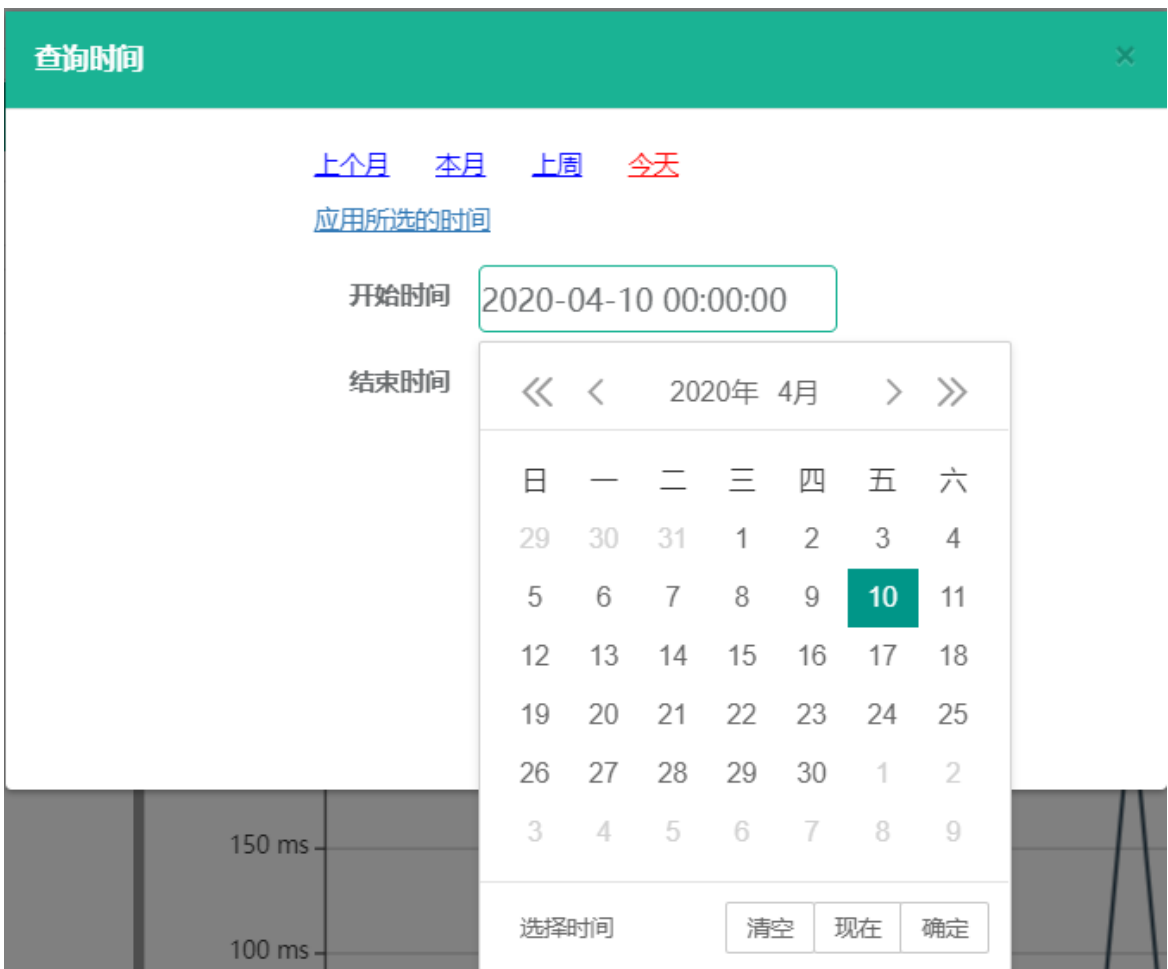 查询时间 ×
上个月 本月 上周 今天
应用所选的时间
开始时间 2020-04-10 00:00:00
结束时间
2020年 4月
日 一 二 三 四 五 六
29 30 31 1 2 3 4
5 6 7 8 9 10 11
12 13 14 15 16 17 18
19 20 21 22 23 24 25
26 27 28 29 30 1 2
3 4 5 6 7 8 9
150 ms
选择时间 清空 现在 确定
100 ms